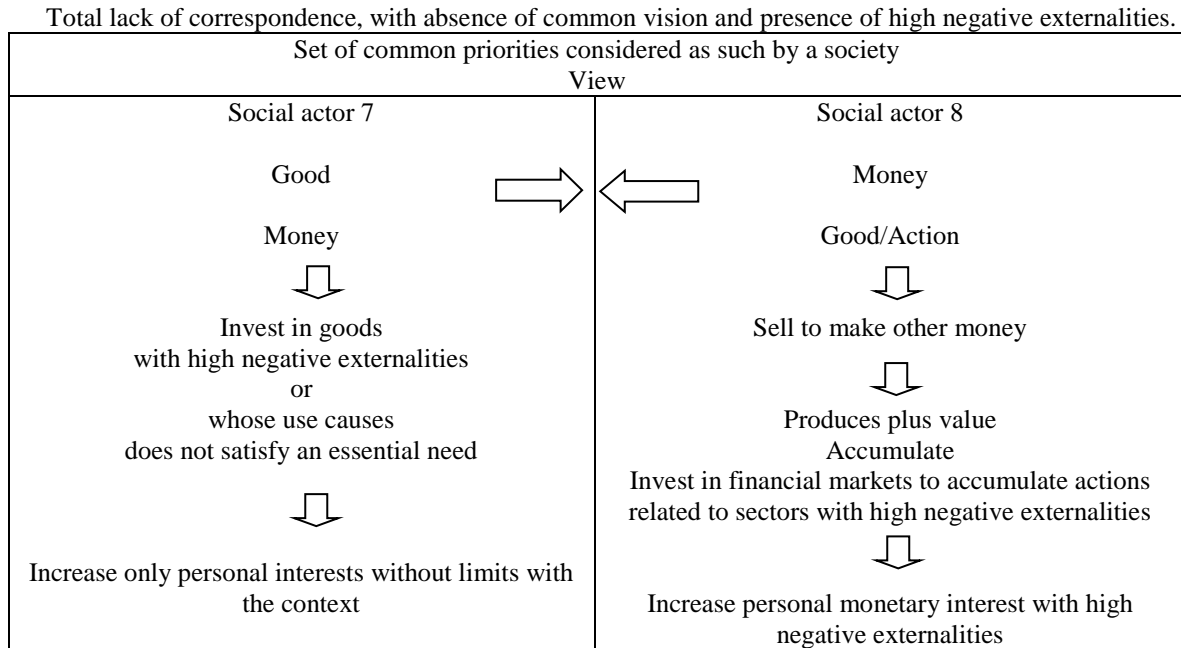 Total lack of correspondence, with absence of common vision and presence of high negative externalities.
Set of common priorities considered as such by a society
View
Social actor 7
Good
Money
Invest in goods
with high negative externalities
or
whose use causes
does not satisfy an essential need
Increase only personal interests without limits with
the context
Social actor 8
Money
Good/Action
Sell to make other money
Produces plus value
Accumulate
Invest in financial markets to accumulate actions
related to sectors with high negative externalities
Increase personal monetary interest with high
negative externalities